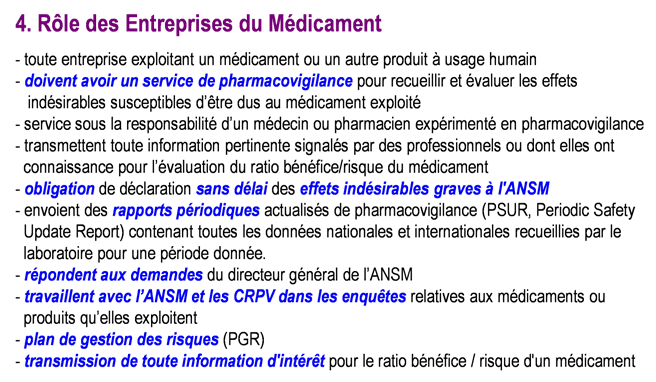 4. Rôle des Entreprises du Médicament
- toute entreprise exploitant un médicament ou un autre produit à usage humain
- doivent avoir un service de pharmacovigilance pour recueillir et évaluer les effets
indésirables susceptibles d'être dus au médicament exploité
- service sous la responsabilité d'un médecin ou pharmacien expérimenté en pharmacovigilance
- transmettent toute information pertinente signalés par des professionnels ou dont elles ont
connaissance pour l'évaluation du ratio bénéfice/risque du médicament
- obligation de déclaration sans délai des effets indésirables graves à l'ANSM
- envoient des rapports périodiques actualisés de pharmacovigilance (PSUR, Periodic Safety
Update Report) contenant toutes les données nationales et internationales recueillies par le
laboratoire pour une période donnée.
- répondent aux demandes du directeur général de l'ANSM
- travaillent avec l'ANSM et les CRPV dans les enquêtes relatives aux médicaments ou
produits qu'elles exploitent
- plan de gestion des risques (PGR)
- transmission de toute information d'intérêt pour le ratio bénéfice / risque d'un médicament